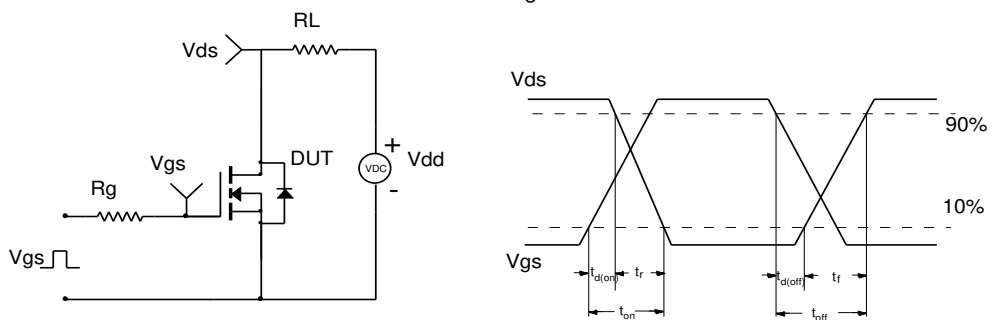 RL
Vds
Vgs
DUT
Rg
VDC
+
-
Vdd
Vgs
Vds
90%
10%
Vgs
td(on)
tr
td(off)
tf
ton
toff